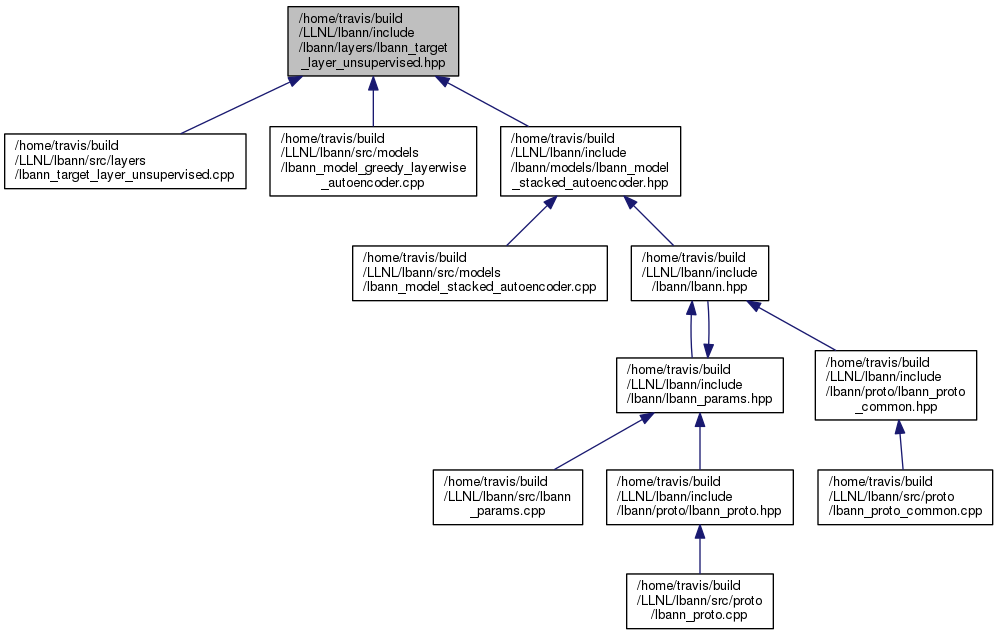 /home/travis/build
/LLNL/lbann/include
/lbann/layers/lbann_target
_layer_unsupervised.hpp
/home/travis/build
/LLNL/lbann/src/layers
/lbann_target_layer_unsupervised.cpp
/home/travis/build
/LLNL/lbann/src/models
/lbann_model_greedy_layerwise
_autoencoder.cpp
/home/travis/build
/LLNL/lbann/include
/lbann/models/lbann_model
_stacked_autoencoder.hpp
/home/travis/build
/LLNL/lbann/src/models
/lbann_model_stacked_autoencoder.cpp
/home/travis/build
/LLNL/lbann/include
/lbann/lbann.hpp
/home/travis/build
/LLNL/lbann/include
/lbann/lbann_params.hpp
/home/travis/build
/LLNL/lbann/include
/lbann/proto/lbann_proto
_common.hpp
/home/travis/build
/LLNL/lbann/src/lbann
_params.cpp
/home/travis/build
/LLNL/lbann/include
/lbann/proto/lbann_proto.hpp
/home/travis/build
/LLNL/lbann/src/proto
/lbann_proto_common.cpp
/home/travis/build
/LLNL/lbann/src/proto
/lbann_proto.cpp